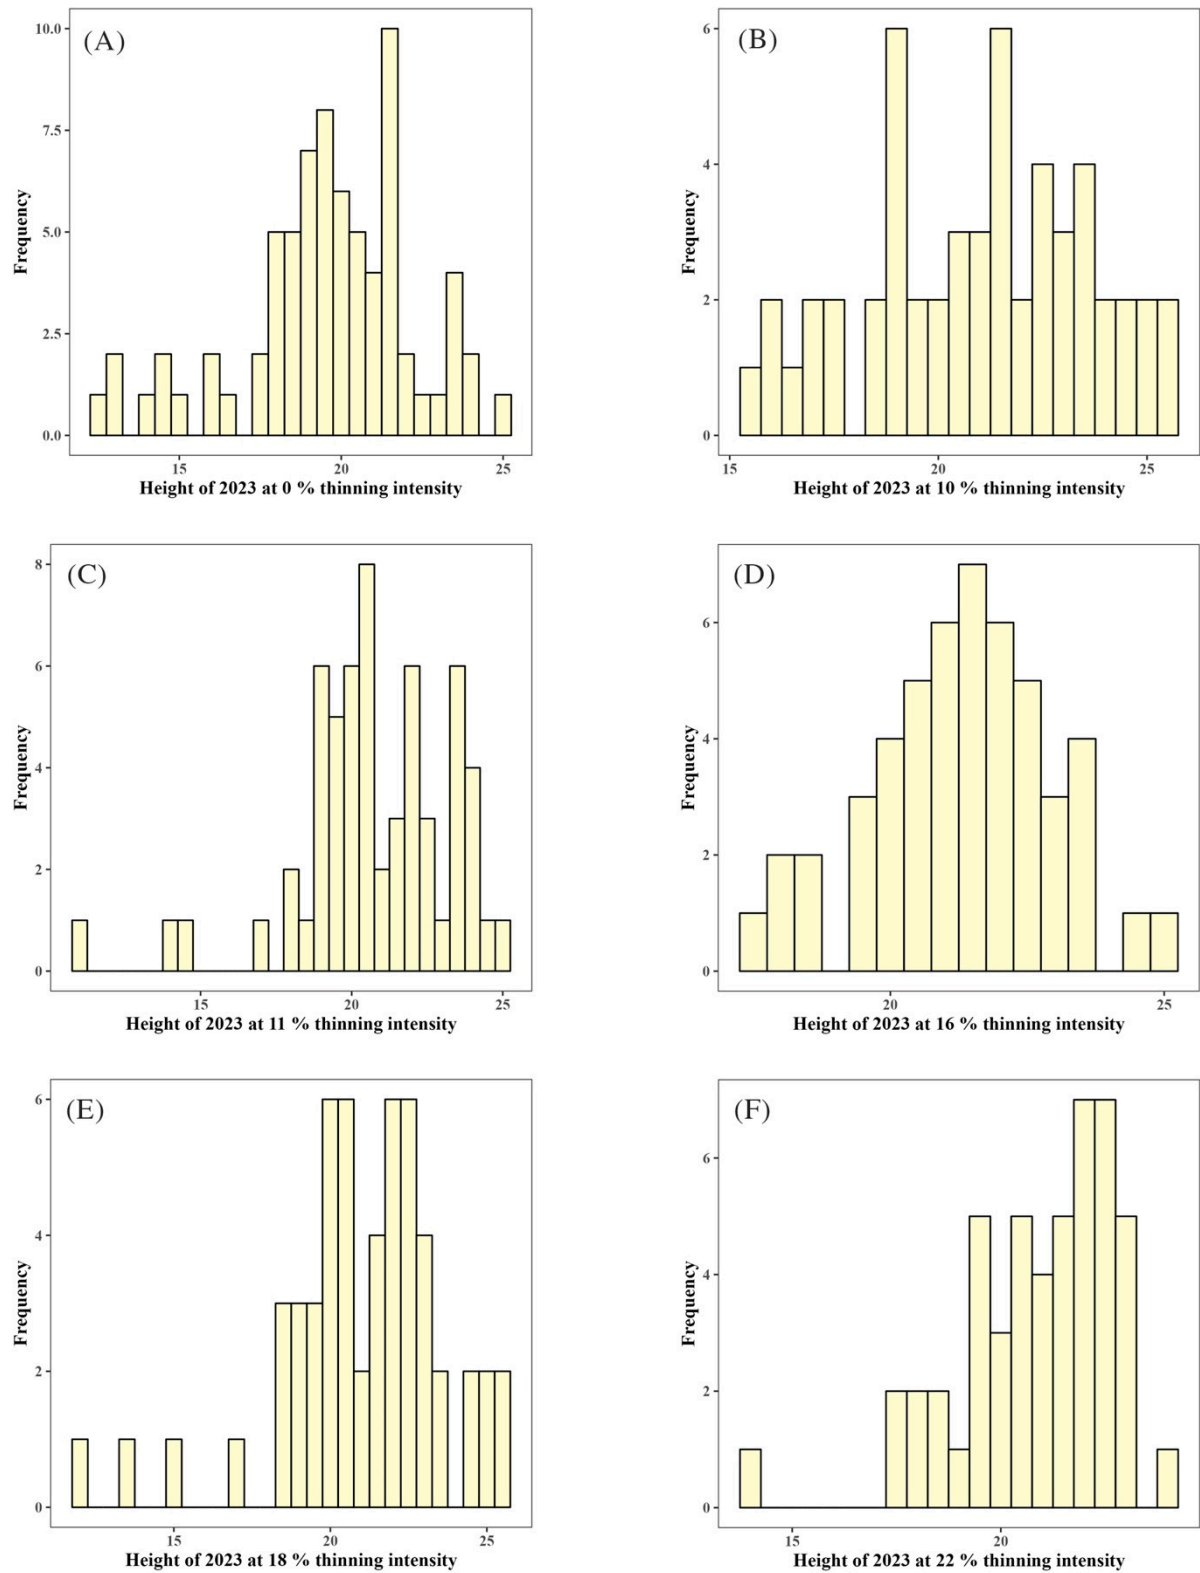 (A)
10.0
7.5
5.0
2.5
0.0
Frequency
15 20 25
Height of 2023 at 0 % thinning intensity
(B)
6
4
2
0
Frequency
15 20 25
Height of 2023 at 10 % thinning intensity
(C)
8
6
4
2
0
Frequency
15 20 25
Height of 2023 at 11 % thinning intensity
(D)
6
4
2
0
Frequency
20 25
Height of 2023 at 16 % thinning intensity
(E)
6
4
2
0
Frequency
15 20 25
Height of 2023 at 18 % thinning intensity
(F)
6
4
2
0
Frequency
15 20
Height of 2023 at 22 % thinning intensity